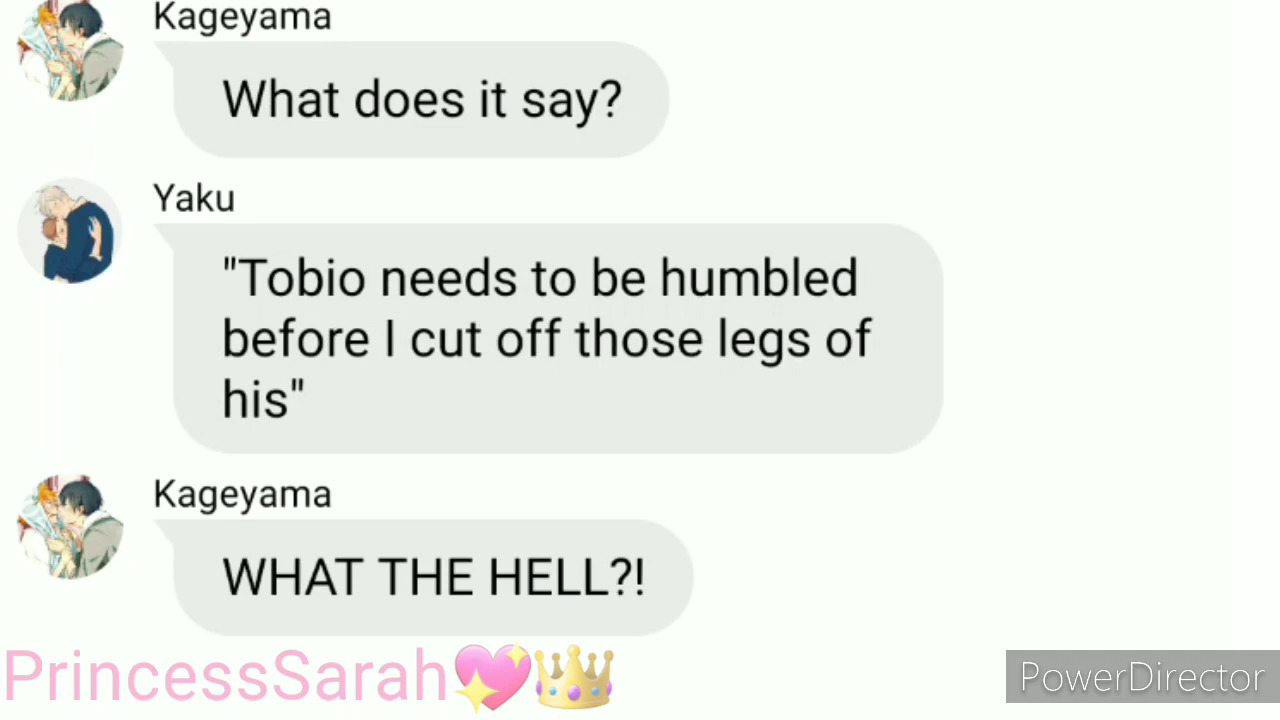 Kageyama
What does it say?
Yaku
"Tobio needs to be humbled
before I cut off those legs of
his"
Kageyama
WHAT THE HELL?!
PrincessSarah💖👑
PowerDirector